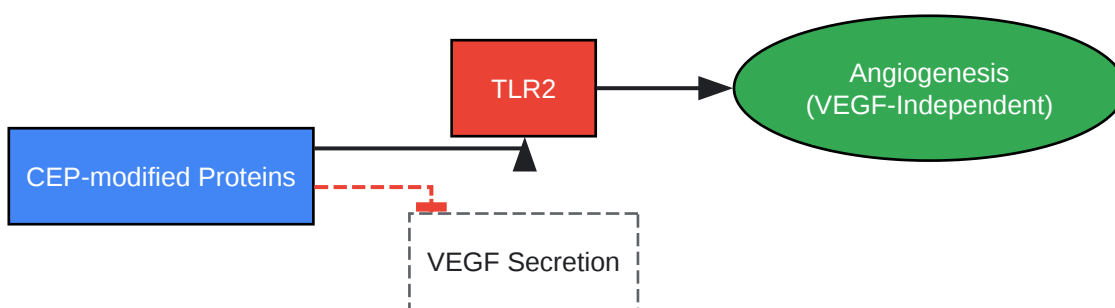 TLR2
Angiogenesis
(VEGF-Independent)
CEP-modified Proteins
VEGF Secretion